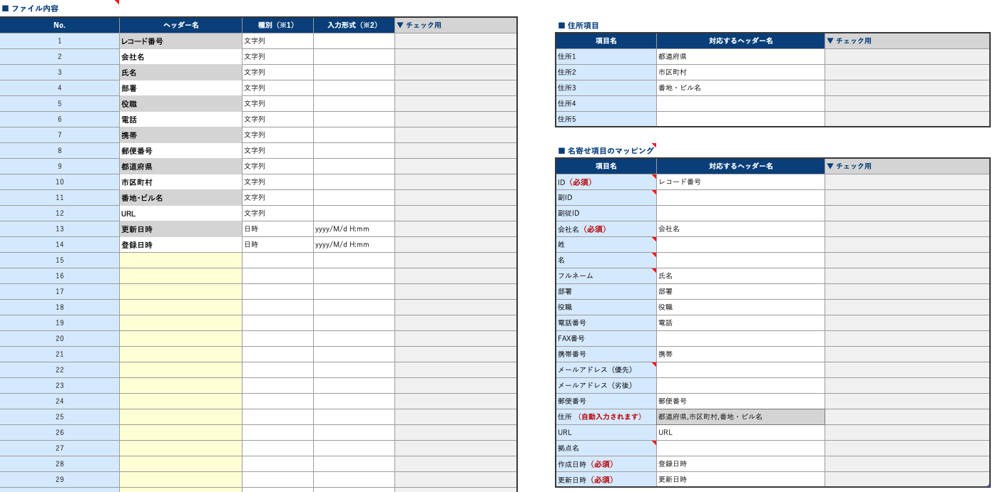 ■ ファイル内容
No. ヘッダー名 種別（※1） 入力形式（※2） ▼ チェック用
1 レコード番号 文字列
2 会社名 文字列
3 氏名 文字列
4 部署 文字列
5 役職 文字列
6 電話 文字列
7 携帯 文字列
8 郵便番号 文字列
9 都道府県 文字列
10 市区町村 文字列
11 番地･ビル名 文字列
12 URL 文字列
13 更新日時 日時 yyyy/M/d H:mm
14 登録日時 日時 yyyy/M/d H:mm
15
16
17
18
19
20
21
22
23
24
25
26
27
28
29
■ 住所項目
項目名 対応するヘッダー名 ▼ チェック用
住所1 都道府県
住所2 市区町村
住所3 番地・ビル名
住所4
住所5
■ 名寄せ項目のマッピング
項目名 対応するヘッダー名 ▼ チェック用
ID（必須） レコード番号
副ID
副従ID
会社名（必須） 会社名
姓
名
フルネーム 氏名
部署 部署
役職 役職
電話番号 電話
FAX番号
携帯番号 携帯
メールアドレス（優先）
メールアドレス（劣後）
郵便番号 郵便番号
住所 （自動入力されます） 都道府県,市区町村,番地・ビル名
URL URL
拠点名
作成日時（必須） 登録日時
更新日時（必須） 更新日時